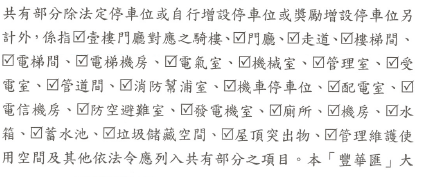 共有部分除法定停車位或自行增設停車位或獎勵增設停車位另
計外,係指☑壹樓門廳對應之騎樓、☑門廳、☑走道、☑樓梯間、
☑電梯間、☑電梯機房、☑電氣室、☑機械室、☑管理室、☑受
電室、☑管道間、☑消防幫浦室、☑機車停車位、☑配電室、☑
電信機房、☑防空避難室、☑發電機室、☑廁所、☑機房、☑水
箱、☑蓄水池、☑垃圾儲藏空間、☑屋頂突出物、☑管理維護使
用空間及其他依法令應列入共有部分之項目。本「豐華匯」大